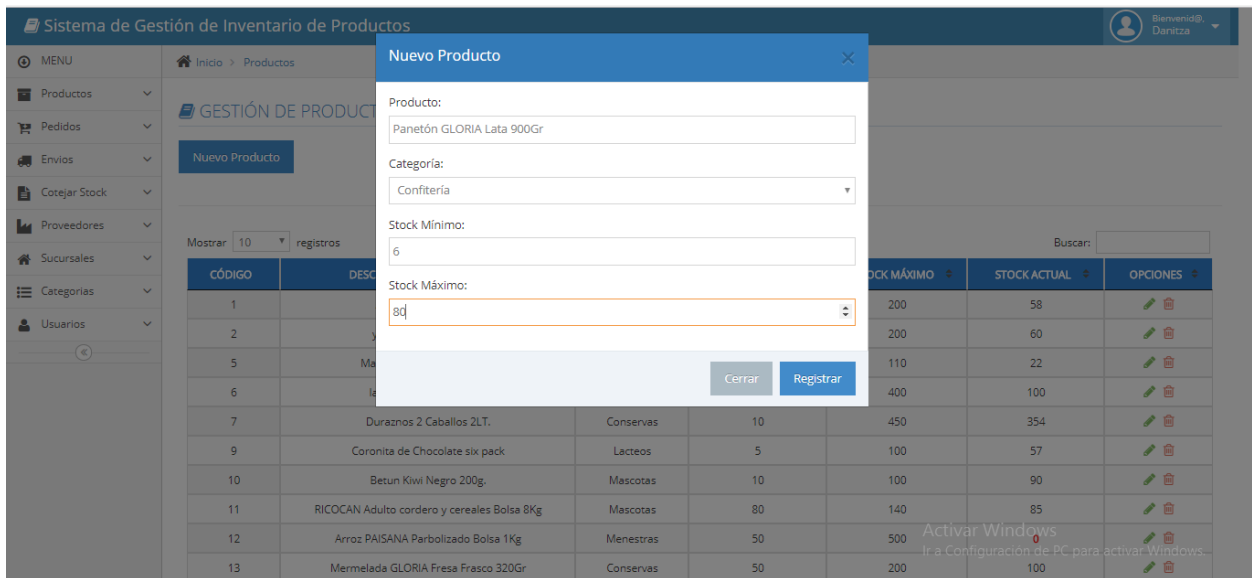 Sistema de Gestión de Inventario de Productos
Bienvenid@,
Danitza
MENU
Productos
Pedidos
Envios
Cotejar Stock
Proveedores
Sucursales
Categorias
Usuarios
Inicio > Productos
GESTIÓN DE PRODUCT
Nuevo Producto
Nuevo Producto
×
Producto:
Panetón GLORIA Lata 900Gr
Categoría:
Confitería
Stock Mínimo:
6
Stock Máximo:
80
Cerrar Registrar
Mostrar 10 registros
Buscar:
CÓDIGO DESC OCK MÁXIMO STOCK ACTUAL OPCIONES
1 200 58
2 y 200 60
5 Ma 110 22
6 la 400 100
7 Duraznos 2 Caballos 2LT. Conservas 10 450 354
9 Coronita de Chocolate six pack Lacteos 5 100 57
10 Betun Kiwi Negro 200g. Mascotas 10 100 90
11 RICOCAN Adulto cordero y cereales Bolsa 8Kg Mascotas 80 140 85
12 Arroz PAISANA Parbolizado Bolsa 1Kg Menestras 50 500 0
13 Mermelada GLORIA Fresa Frasco 320Gr Conservas 50 200 100
Activar Windows
Ir a Configuración de PC para activar Windows.